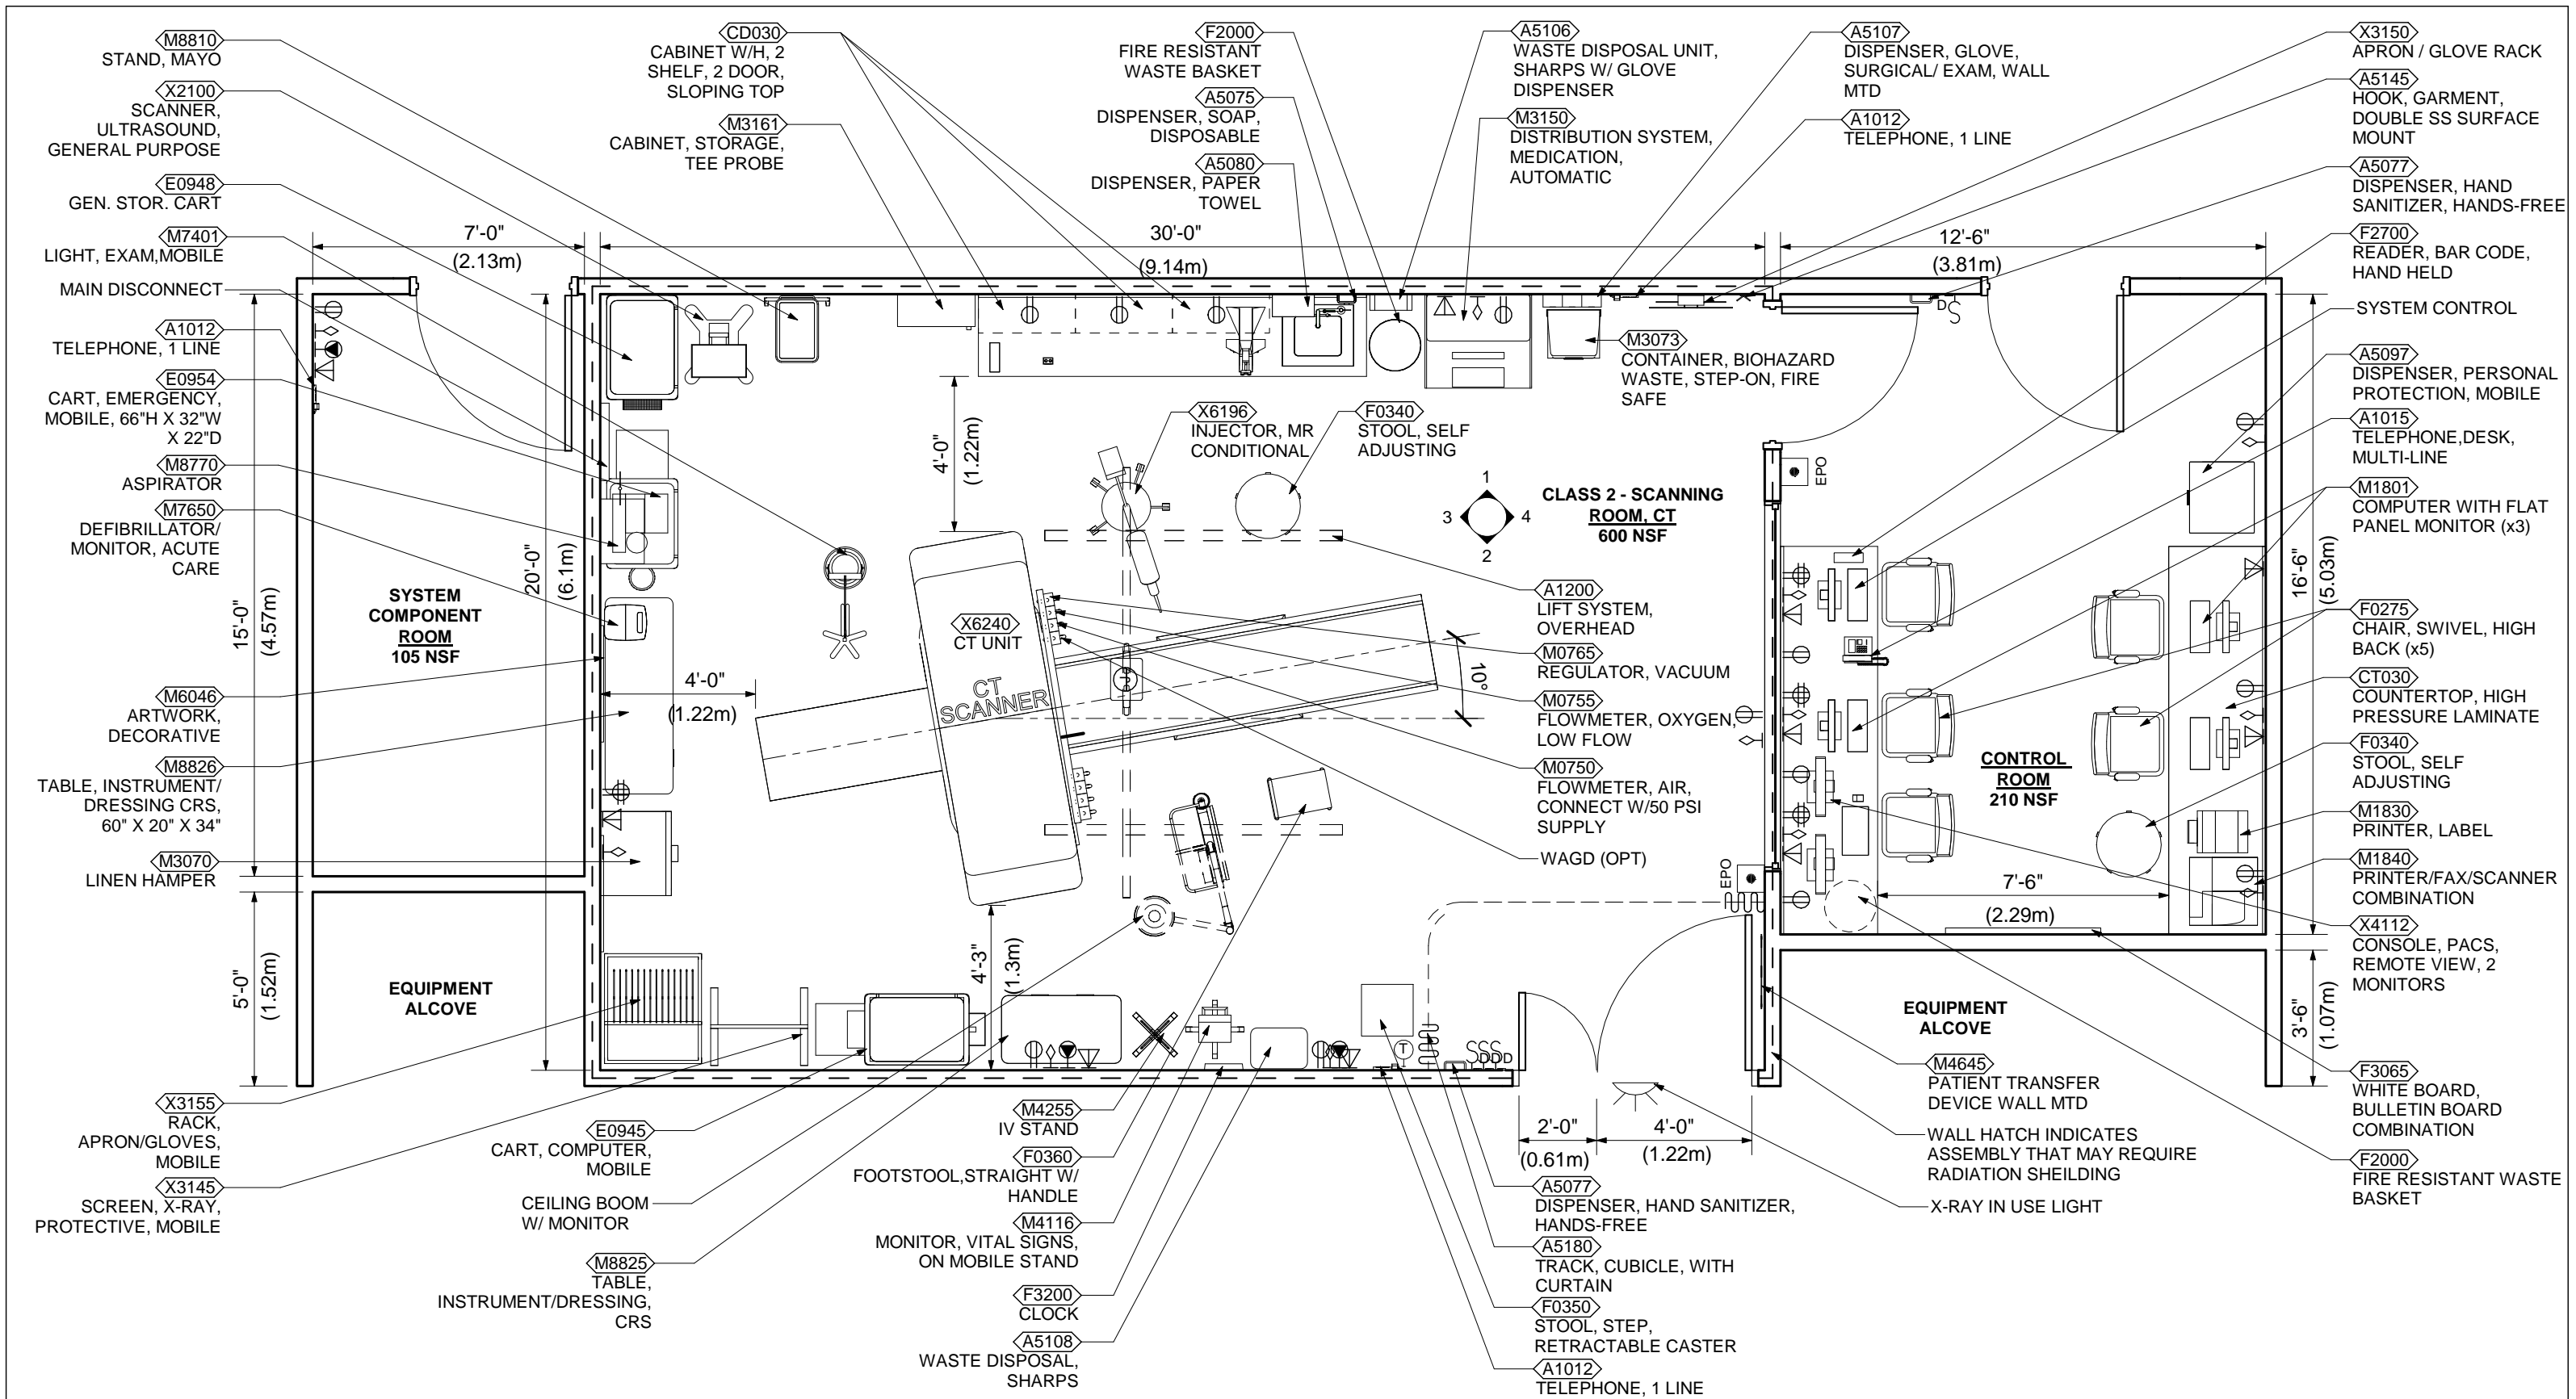 M8810
STAND, MAYO
X2100
SCANNER,
ULTRASOUND,
GENERAL PURPOSE
E0948
GEN. STOR. CART
M7401
LIGHT, EXAM,MOBILE
MAIN DISCONNECT
A1012
TELEPHONE, 1 LINE
E0954
CART, EMERGENCY,
MOBILE, 66"H X 32"W
X 22"D
M8770
ASPIRATOR
M7650
DEFIBRILLATOR/
MONITOR, ACUTE
CARE
M6046
ARTWORK,
DECORATIVE
M8826
TABLE, INSTRUMENT/
DRESSING CRS,
60" X 20" X 34"
M3070
LINEN HAMPER
X3155
RACK,
APRON/GLOVES,
MOBILE
X3145
SCREEN, X-RAY,
PROTECTIVE, MOBILE
CD030
CABINET W/H, 2
SHELF, 2 DOOR,
SLOPING TOP
M3161
CABINET, STORAGE,
TEE PROBE
F2000
FIRE RESISTANT
WASTE BASKET
A5075
DISPENSER, SOAP,
DISPOSABLE
A5080
DISPENSER, PAPER
TOWEL
A5106
WASTE DISPOSAL UNIT,
SHARPS W/ GLOVE
DISPENSER
M3150
DISTRIBUTION SYSTEM,
MEDICATION,
AUTOMATIC
A5107
DISPENSER, GLOVE,
SURGICAL/ EXAM, WALL
MTD
A1012
TELEPHONE, 1 LINE
X3150
APRON / GLOVE RACK
A5145
HOOK, GARMENT,
DOUBLE SS SURFACE
MOUNT
A5077
DISPENSER, HAND
SANITIZER, HANDS-FREE
F2700
READER, BAR CODE,
HAND HELD
SYSTEM CONTROL
A5097
DISPENSER, PERSONAL
PROTECTION, MOBILE
A1015
TELEPHONE,DESK,
MULTI-LINE
M1801
COMPUTER WITH FLAT
PANEL MONITOR (x3)
F0275
CHAIR, SWIVEL, HIGH
BACK (x5)
CT030
COUNTERTOP, HIGH
PRESSURE LAMINATE
F0340
STOOL, SELF
ADJUSTING
M1830
PRINTER, LABEL
M1840
PRINTER/FAX/SCANNER
COMBINATION
X4112
CONSOLE, PACS,
REMOTE VIEW, 2
MONITORS
F3065
WHITE BOARD,
BULLETIN BOARD
COMBINATION
F2000
FIRE RESISTANT WASTE
BASKET
7'-0"
(2.13m)
30'-0"
(9.14m)
12'-6"
(3.81m)
15'-0"
(4.57m)
20'-0"
(6.1m)
5'-0"
(1.52m)
SYSTEM
COMPONENT
ROOM
105 NSF
EQUIPMENT
ALCOVE
4'-0"
(1.22m)
4'-0"
(1.22m)
M3073
CONTAINER, BIOHAZARD
WASTE, STEP-ON, FIRE
SAFE
X6196
INJECTOR, MR
CONDITIONAL
F0340
STOOL, SELF
ADJUSTING
1
3
4
2
CLASS 2 - SCANNING
ROOM, CT
600 NSF
X6240
CT UNIT
CT
SCANNER
10°
A1200
LIFT SYSTEM,
OVERHEAD
M0765
REGULATOR, VACUUM
M0755
FLOWMETER, OXYGEN,
LOW FLOW
M0750
FLOWMETER, AIR,
CONNECT W/50 PSI
SUPPLY
WAGD (OPT)
EPO
EPO
D
S
16'-6"
(5.03m)
CONTROL
ROOM
210 NSF
7'-6"
(2.29m)
3'-6"
(1.07m)
EQUIPMENT
ALCOVE
M4645
PATIENT TRANSFER
DEVICE WALL MTD
WALL HATCH INDICATES
ASSEMBLY THAT MAY REQUIRE
RADIATION SHEILDING
X-RAY IN USE LIGHT
4'-3"
(1.3m)
T
SSS
DDD
2'-0"
(0.61m)
4'-0"
(1.22m)
E0945
CART, COMPUTER,
MOBILE
CEILING BOOM
W/ MONITOR
M8825
TABLE,
INSTRUMENT/DRESSING,
CRS
M4255
IV STAND
F0360
FOOTSTOOL,STRAIGHT W/
HANDLE
M4116
MONITOR, VITAL SIGNS,
ON MOBILE STAND
F3200
CLOCK
A5108
WASTE DISPOSAL,
SHARPS
A5077
DISPENSER, HAND SANITIZER,
HANDS-FREE
A5180
TRACK, CUBICLE, WITH
CURTAIN
F0350
STOOL, STEP,
RETRACTABLE CASTER
A1012
TELEPHONE, 1 LINE